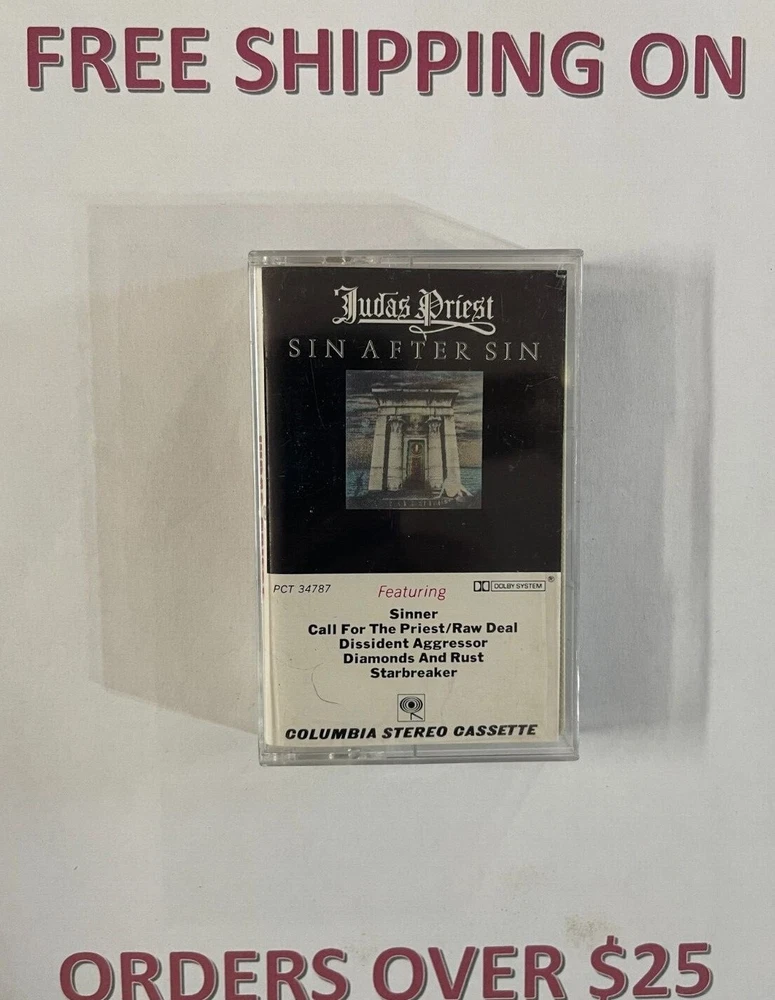 FREE SHIPPING ON
Judas Priest
SIN AFTER SIN
PCT 34787
Featuring
DOLBY SYSTEM ®
Sinner
Call For The Priest/Raw Deal
Dissident Aggressor
Diamonds And Rust
Starbreaker
COLUMBIA STEREO CASSETTE
ORDERS OVER $25